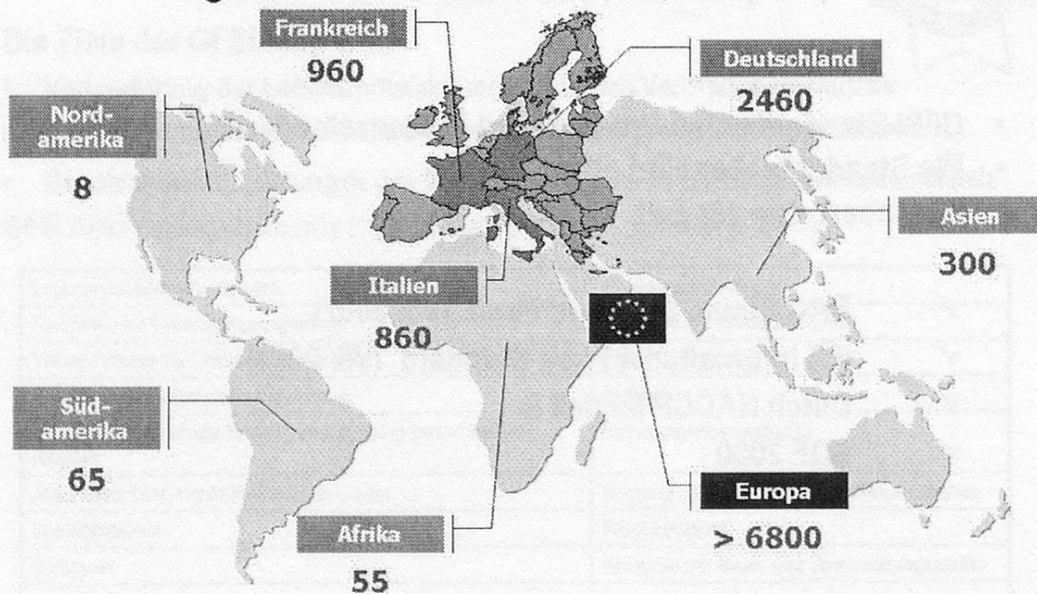 Frankreich
960
Deutschland
2460
Nord-
amerika
8
Asien
300
Italien
860
Süd-
amerika
65
Europa
> 6800
Afrika
55